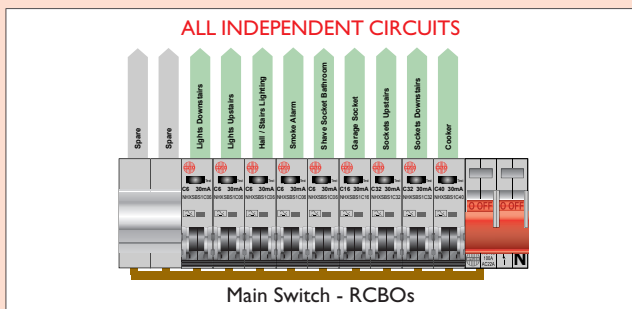 ALL INDEPENDENT CIRCUITS
Spare
Spare
Lights Downstairs
Lights Upstairs
Hall / Stairs Lighting
Smoke Alarm
Shave Socket Bathroom
Garage Socket
Sockets Upstairs
Sockets Downstairs
Cooker
C6 30mA C6 30mA C6 30mA C6 30mA C6 30mA C16 30mA C32 30mA C32 30mA C40 30mA
O OFF O OFF
100A
AC22A
N
Main Switch - RCBOs